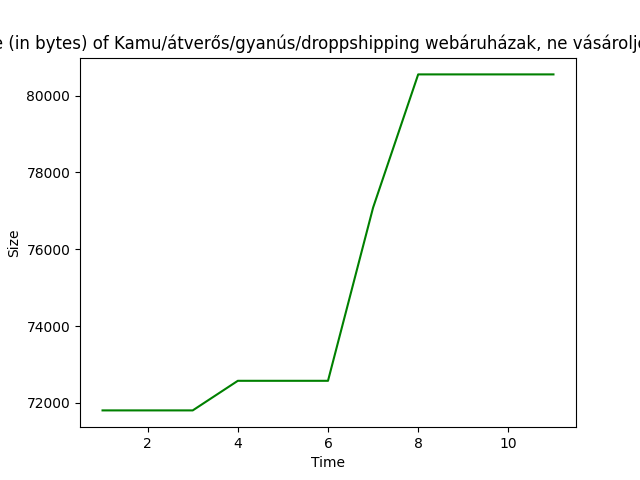 (in bytes) of Kamu/átverős/gyanús/droppshipping webáruházak, ne
80000
78000
76000
74000
72000
Size
2 4 6 8 10
Time